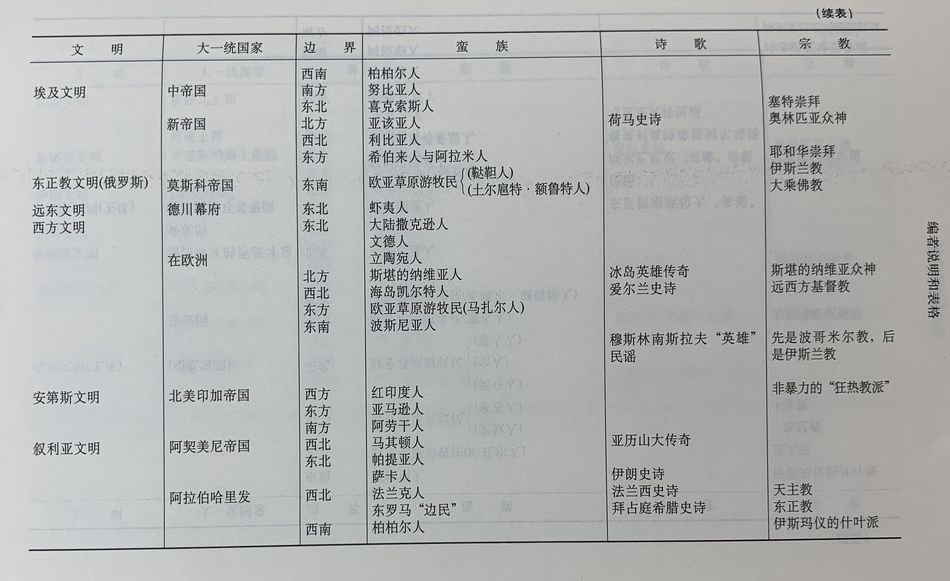 (续表)
文 明 大一统国家 边 界 蛮 族 诗 歌 宗 教
西南 柏柏尔人
埃及文明 中帝国 南方 努比亚人
东北 喜克索斯人 塞特崇拜
新帝国 北方 亚该亚人 荷马史诗 奥林匹亚众神
西北 利比亚人
东方 希伯来人与阿拉米人 耶和华崇拜
欧亚草原游牧民 (鞑靼人) 伊斯兰教
东正教文明(俄罗斯) 莫斯科帝国 东南 (土尔扈特·额鲁特人) 大乘佛教
远东文明 德川幕府 东北 虾夷人
西方文明 东北 大陆撒克逊人
文德人
在欧洲 立陶宛人
北方 斯堪的纳维亚人 冰岛英雄传奇 斯堪的纳维亚众神
西北 海岛凯尔特人 爱尔兰史诗 远西方基督教
东方 欧亚草原游牧民(马扎尔人)
东南 波斯尼亚人
穆斯林南斯拉夫“英雄” 先是波哥米尔教,后
民谣 是伊斯兰教
安第斯文明 北美印加帝国 西方 红印度人 非暴力的“狂热教派”
东方 亚马逊人
南方 阿劳干人
叙利亚文明 阿契美尼帝国 西北 马其顿人 亚历山大传奇
东北 帕提亚人
萨卡人 伊朗史诗
阿拉伯哈里发 西北 法兰克人 法兰西史诗 天主教
东罗马“边民” 拜占庭希腊史诗 东正教
西南 柏柏尔人 伊斯玛仪的什叶派
编者说明和表格